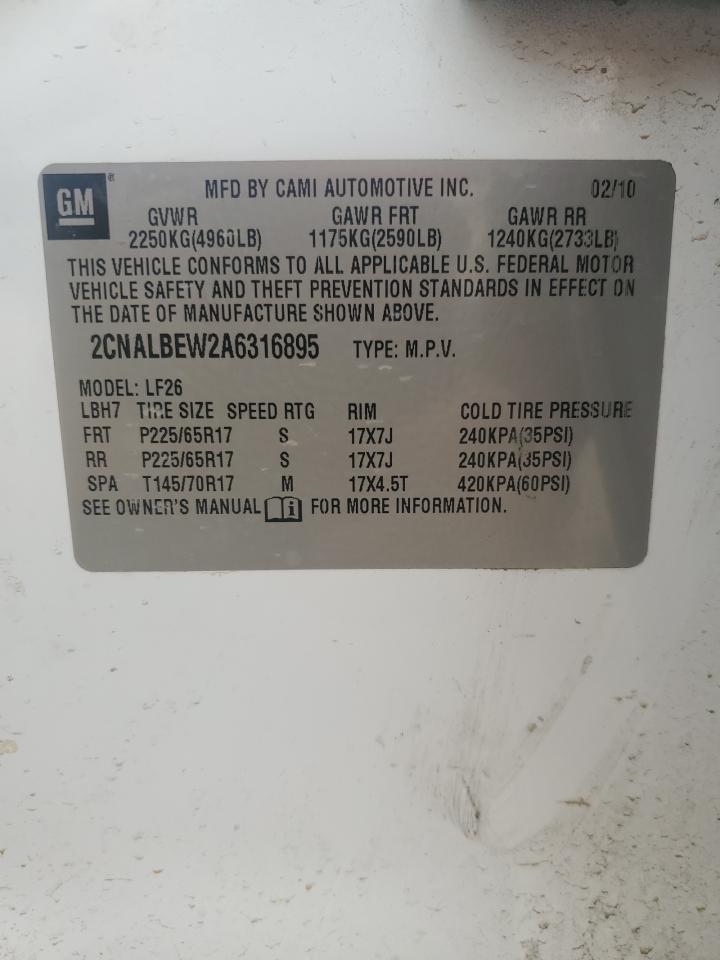 GM® MFD BY CAMI AUTOMOTIVE INC. 02/10
GVWR GAWR FRT GAWR RR
2250KG(4960LB) 1175KG(2590LB) 1240KG(2733LB)
THIS VEHICLE CONFORMS TO ALL APPLICABLE U.S. FEDERAL MOTOR
VEHICLE SAFETY AND THEFT PREVENTION STANDARDS IN EFFECT ON
THE DATE OF MANUFACTURE SHOWN ABOVE.
2CNALBEW2A6316895 TYPE: M.P.V.
MODEL: LF26
LBH7 TIRE SIZE SPEED RTG RIM COLD TIRE PRESSURE
FRT P225/65R17 S 17X7J 240KPA(35PSI)
RR P225/65R17 S 17X7J 240KPA(35PSI)
SPA T145/70R17 M 17X4.5T 420KPA(60PSI)
SEE OWNER'S MANUAL i FOR MORE INFORMATION.